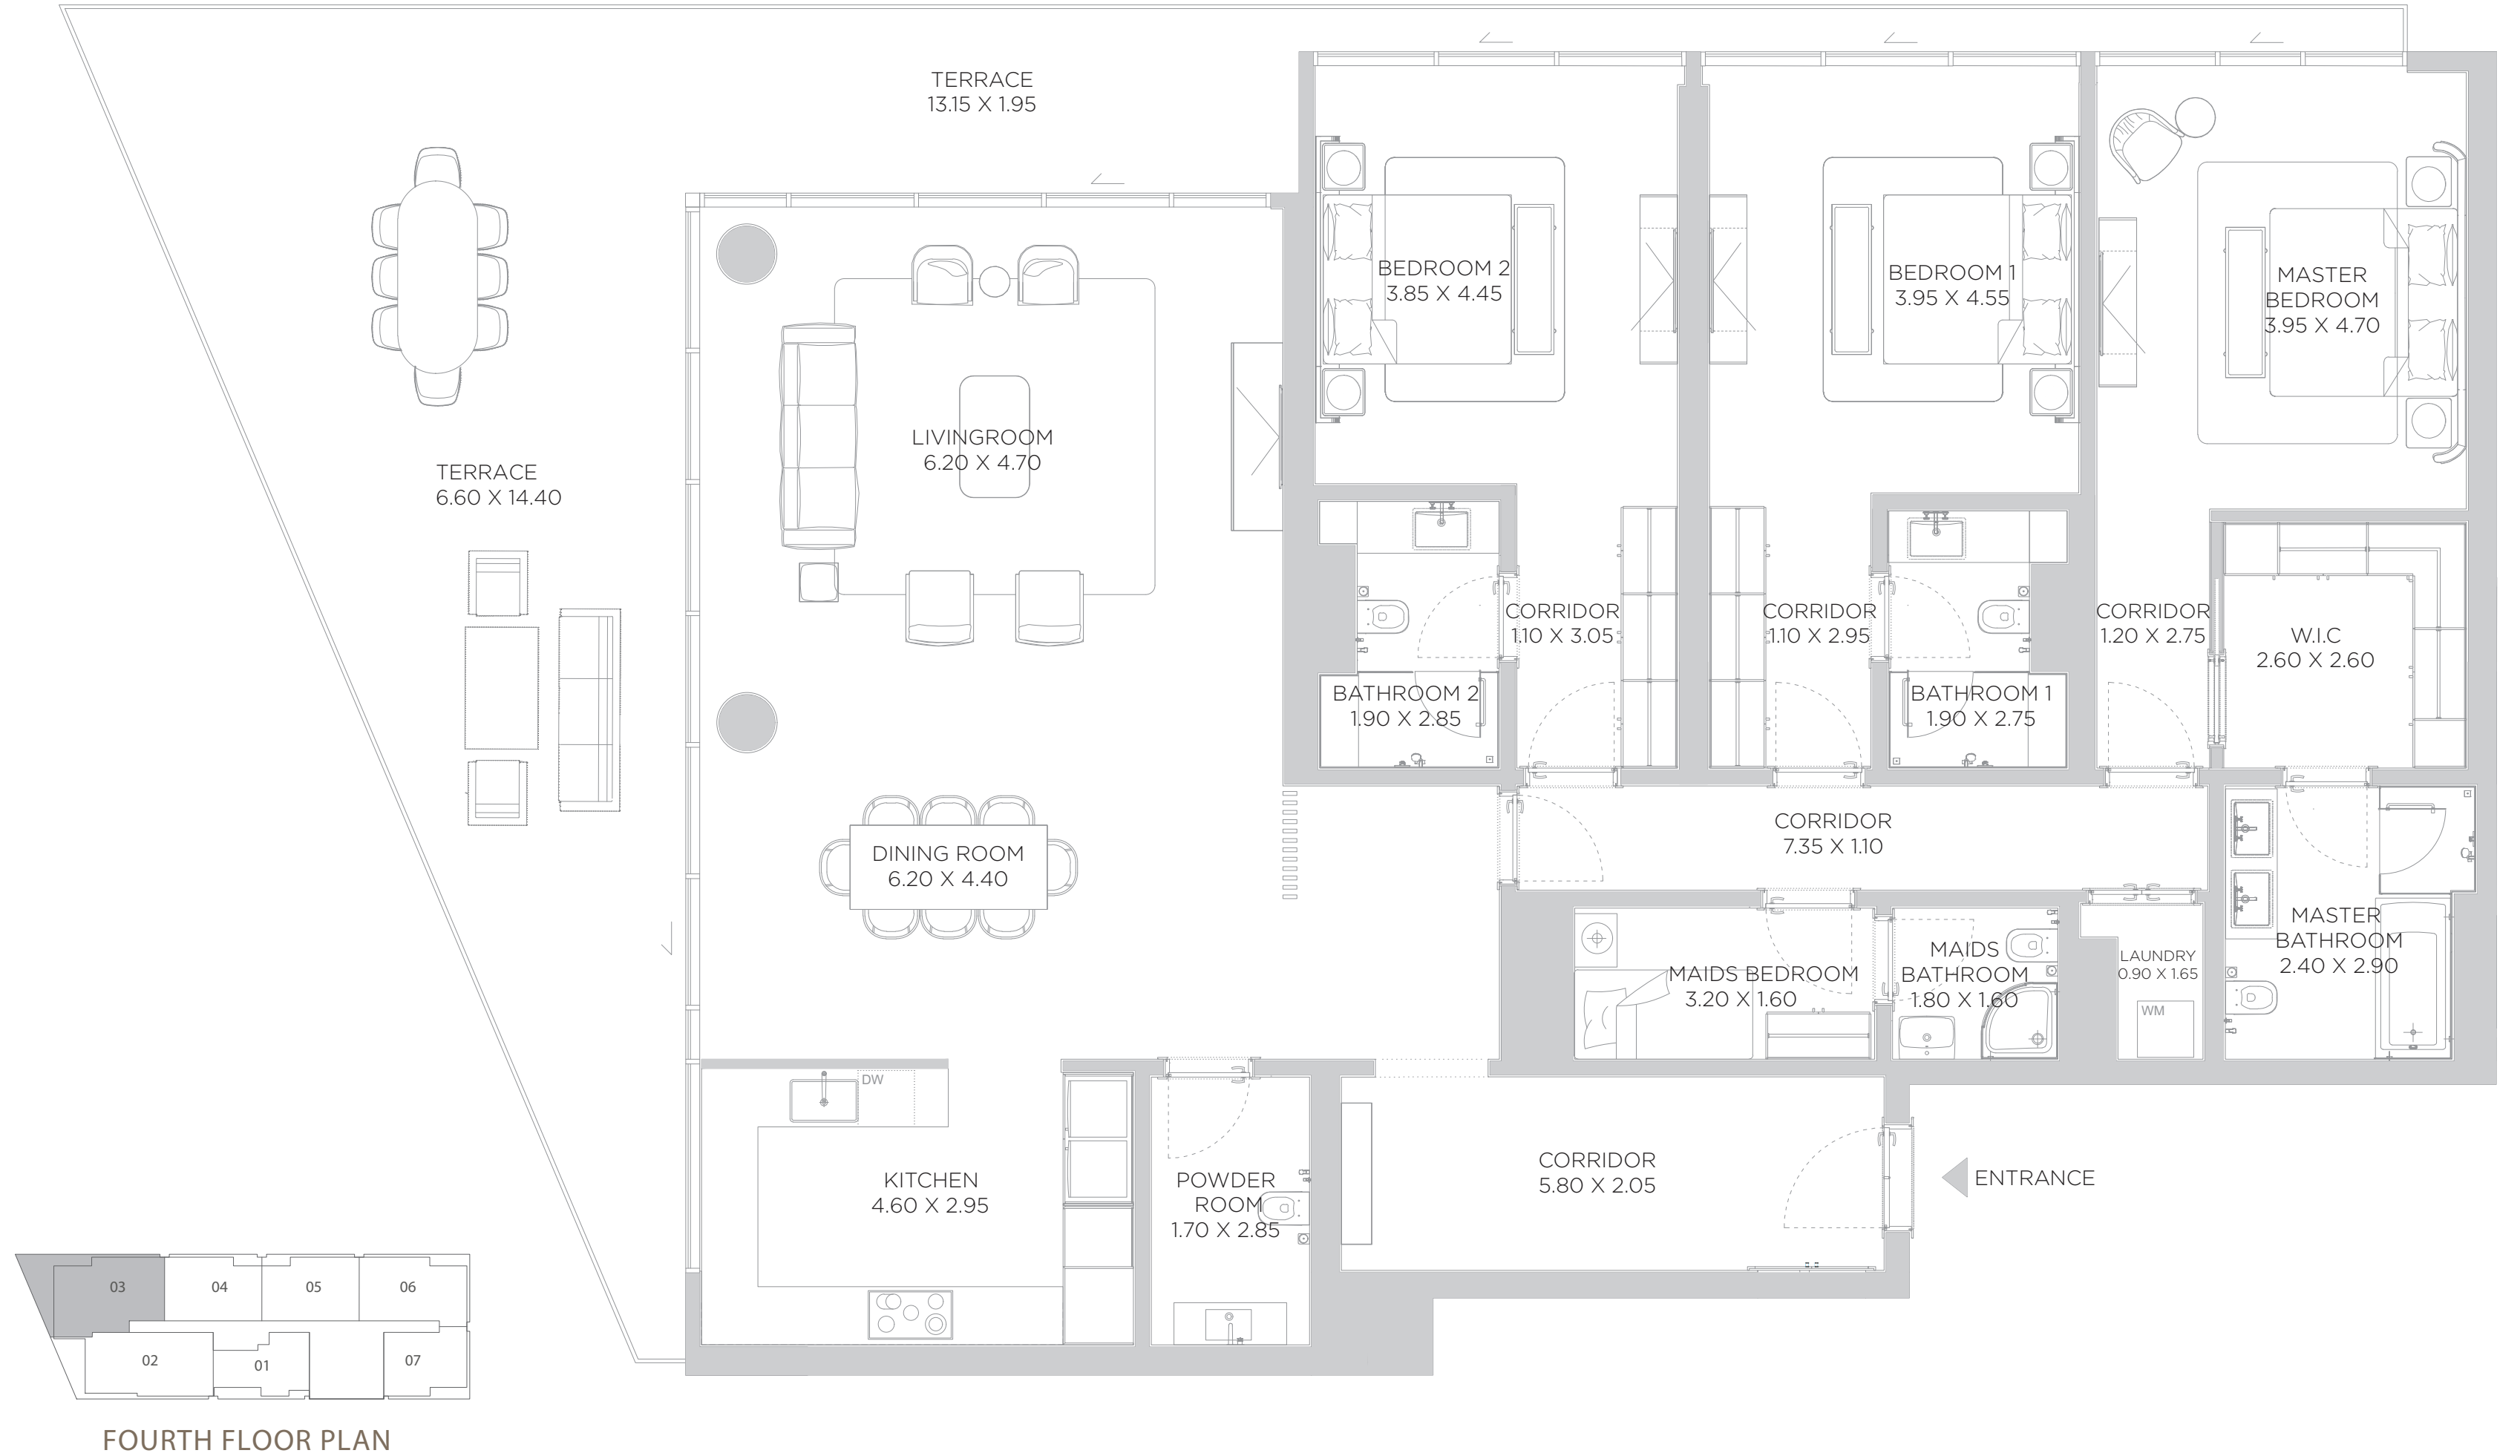 TERRACE
13.15 X 1.95
BEDROOM 2
3.85 X 4.45
BEDROOM 1
3.95 X 4.55
MASTER
BEDROOM
3.95 X 4.70
LIVINGROOM
6.20 X 4.70
TERRACE
6.60 X 14.40
CORRIDOR
1.10 X 3.05
CORRIDOR
1.10 X 2.95
CORRIDOR
1.20 X 2.75
W.I.C
2.60 X 2.60
BATHROOM 2
1.90 X 2.85
BATHROOM 1
1.90 X 2.75
CORRIDOR
7.35 X 1.10
DINING ROOM
6.20 X 4.40
MAIDS BEDROOM
3.20 X 1.60
MAIDS
BATHROOM
1.80 X 1.60
LAUNDRY
0.90 X 1.65
WM
MASTER
BATHROOM
2.40 X 2.90
DW
KITCHEN
4.60 X 2.95
POWDER
ROOM
1.70 X 2.85
CORRIDOR
5.80 X 2.05
ENTRANCE
03
04
05
06
02
01
07
FOURTH FLOOR PLAN